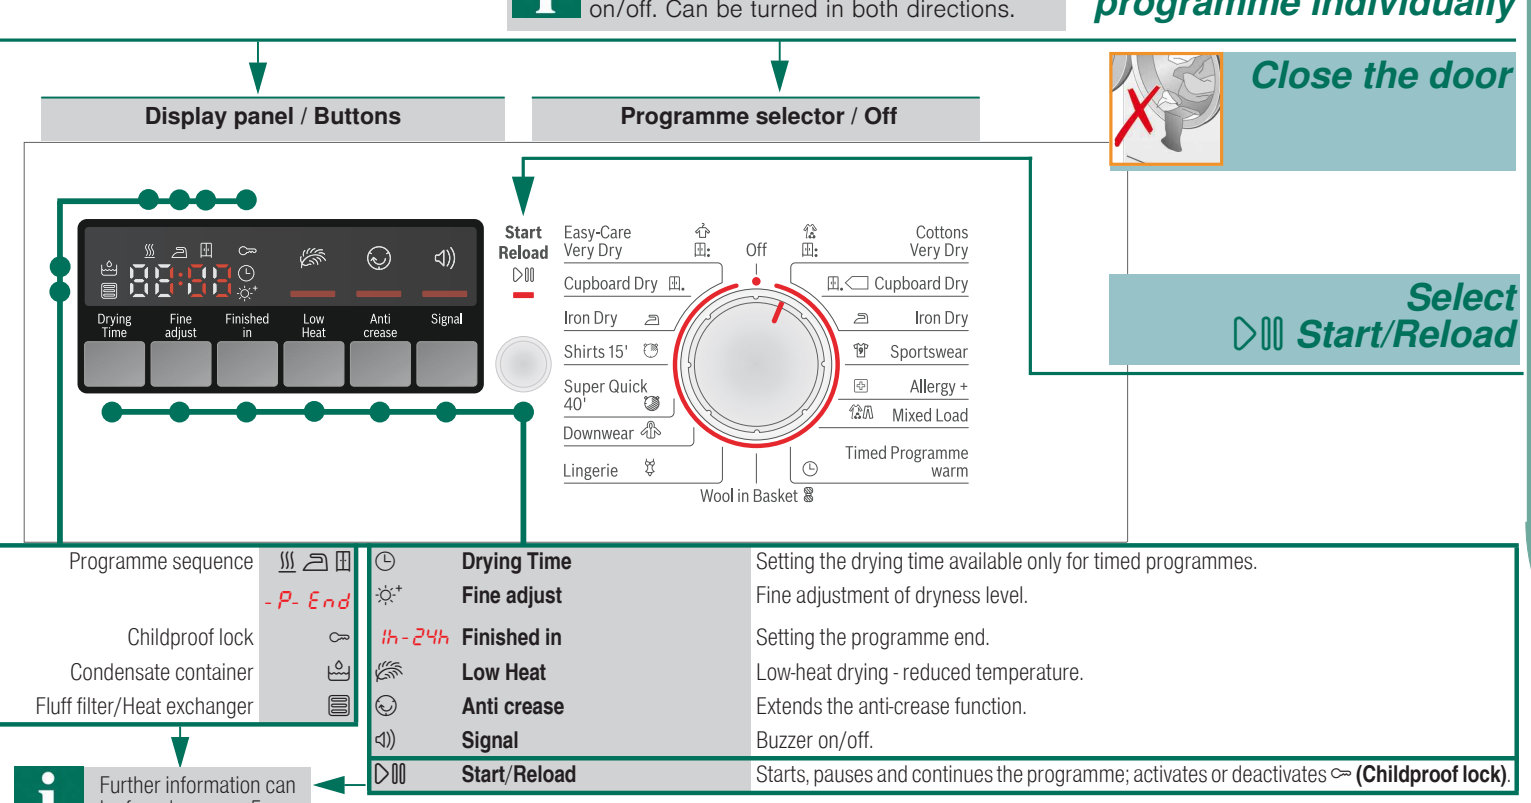 on/off. Can be turned in both directions.
programme individually
Close the door
Display panel / Buttons
Programme selector / Off
Select
Start/Reload
Start
Reload
Drying
Time
Fine
adjust
Finished
in
Low
Heat
Anti
crease
Signal
Off
Easy-Care
Very Dry
Cupboard Dry
Iron Dry
Shirts 15'
Super Quick
40'
Downwear
Lingerie
Wool in Basket
Cottons
Very Dry
Cupboard Dry
Iron Dry
Sportswear
Allergy +
Mixed Load
Timed Programme
warm
Programme sequence
-P- End
Childproof lock
Condensate container
Fluff filter/Heat exchanger
Drying Time Setting the drying time available only for timed programmes.
Fine adjust Fine adjustment of dryness level.
1h-24h Finished in Setting the programme end.
Low Heat Low-heat drying - reduced temperature.
Anti crease Extends the anti-crease function.
Signal Buzzer on/off.
Start/Reload Starts, pauses and continues the programme; activates or deactivates (Childproof lock).
i Further information can